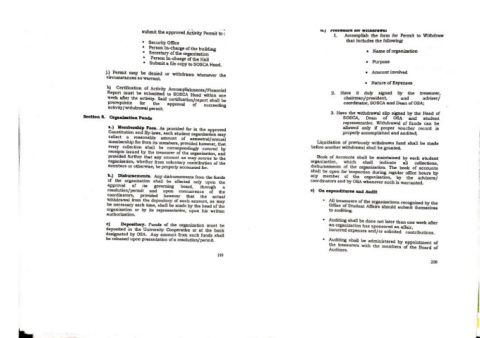 submit the approved Activity Permit to :
• Security Office
• Person In-charge of the building
• Secretary of the organization
• Person In-charge of the Hall
• Submit a file copy to SOSCA Head.
j.) Permit may be denied or withdrawn whenever the
circumstances so warrant.
k) Certification of Activity Accomplishments/Financial
Report must be submitted to SOSCA Head within one
week after the activity. Said certification/report shall be
prerequisite for the approval of succeeding
activity/withdrawal permit.
Section 8. Organization Funds
a.) Membership Fees. As provided for in the approved
Constitution and By-laws, each student organization may
collect a reasonable amount of semestral/annual
membership fee from its members, provided however, that
every collection shall be correspondingly covered by
receipts issued by the treasurer of the organization, and
provided further that any amount as may accrue to the
organization, whether from voluntary contribution of the
members or otherwise, be properly accounted for.
b.) Disbursements. Any disbursements from the funds
of the organization shall be effected only upon the
approval of its governing board, through a
resolution/permit and upon concurrence of the
coordinators, provided however that the actual
withdrawal from the depository of such amount, as may
be necessary each time, shall be made by the head of the
organization or by its representative, upon his written
authorization.
c) Depository. Funds of the organization must be
deposited in the University Cooperative or at the bank
designated by OSA. Any amount from such funds shall
be released upon presentation of a resolution/permit.
d.) Procedure for Withdrawal
1. Accomplish the form for Permit to Withdraw
that includes the following:
• Name of organization
• Purpose
• Amount involved
• Nature of Expenses
2. Have it duly signed by the treasurer,
chairman/president, and adviser/
coordinator, SOSCA and Dean of OSA;
3. Have the withdrawal slip signed by the Head of
SOSCA, Dean of OSA and student
representative. Withdrawal of funds can be
allowed only if proper voucher record is
properly accomplished and audited;
Liquidation of previously withdrawn fund shall be made
before another withdrawal shall be granted.
Book of Accounts shall be maintained by each student
organization, which shall indicate all collections,
disbursements of the organization. The book of accounts
shall be open for inspection during regular office hours by
any member of the organization, by the advisers/
coordinators and by OSA whenever such is warranted.
e) On expenditures and Audit
• All treasurers of the organizations recognized by the
Office of Student Affairs should submit themselves
to auditing.
• Auditing shall be done not later than one week after
an organization has sponsored an affair,
incurred expenses and/or solicited contributions.
• Auditing shall be administered by appointment of
the treasurers with the members of the Board of
Auditors.